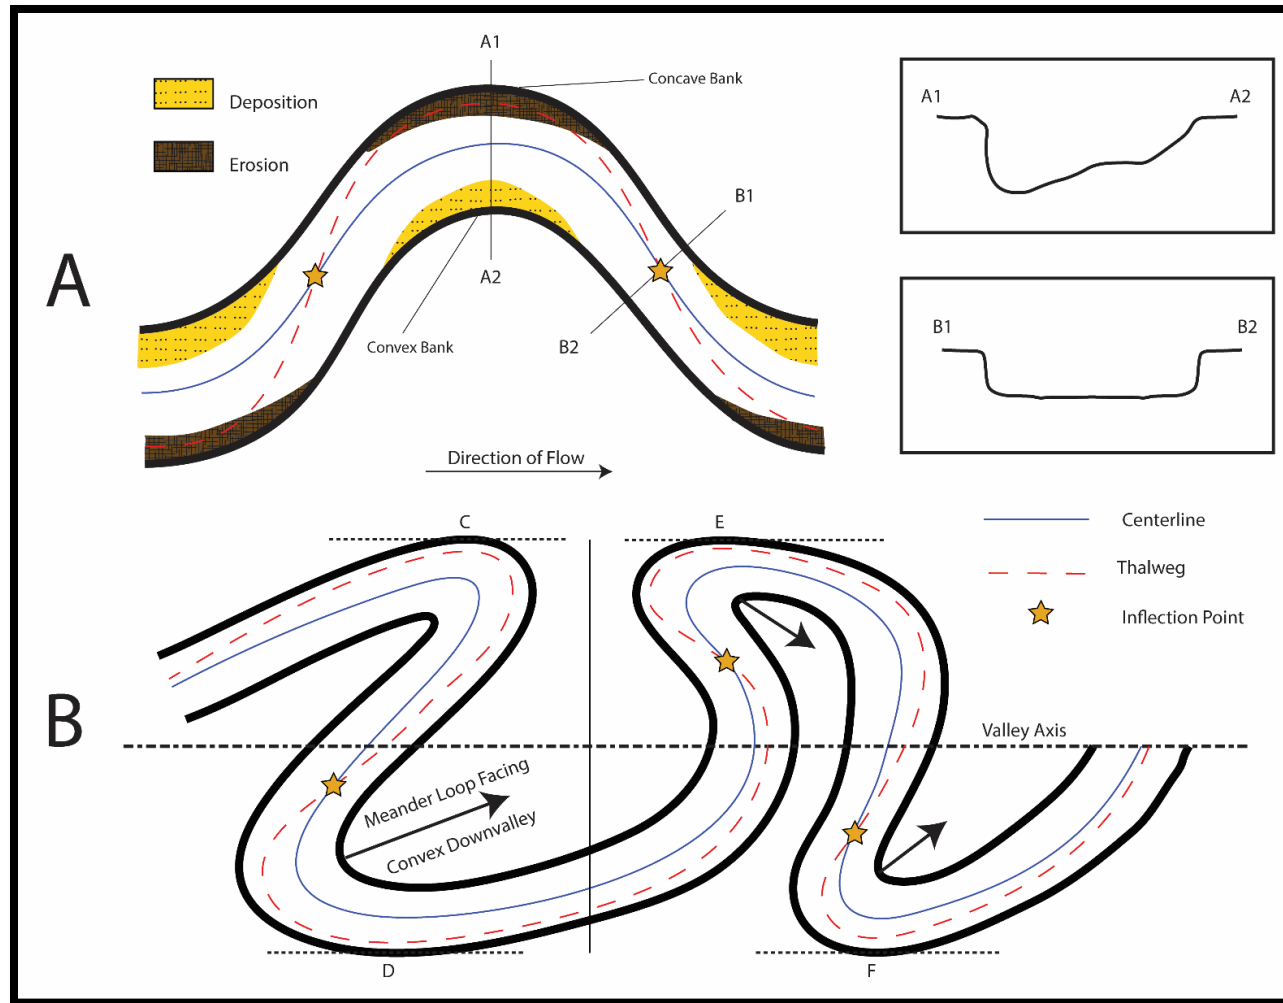 A1
Concave Bank
Deposition
Erosion
A
B1
A2
B2
Convex Bank
Direction of Flow
A1
A2
B1
B2
C
E
Centerline
Thalweg
Inflection Point
B
Valley Axis
Meander Loop Facing
Convex Downvalley
D
F